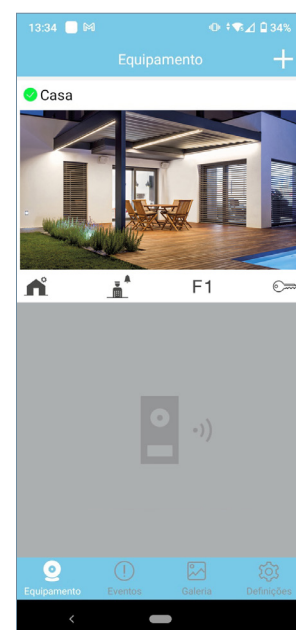 13:34 34%
Equipamento
Casa
F1
Equipamento Eventos Galeria Definições